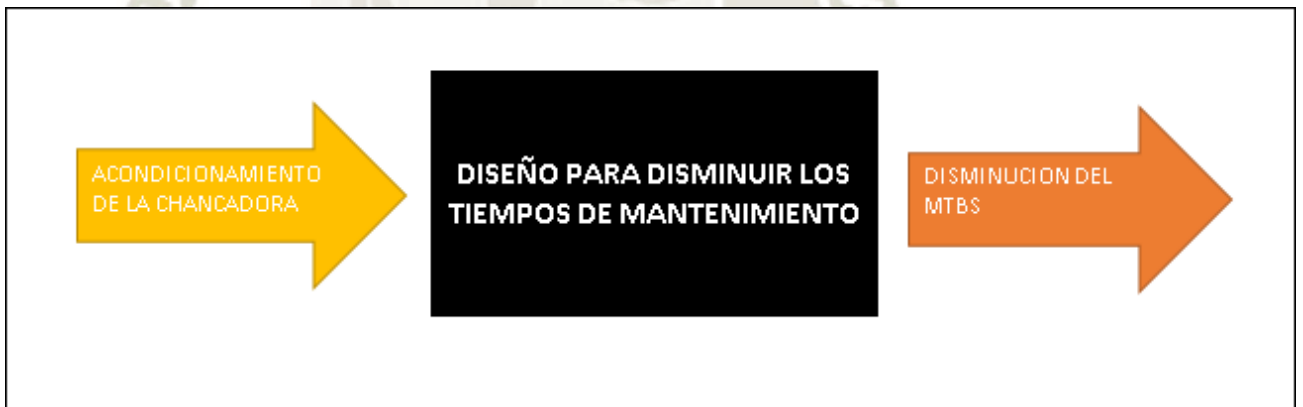 ACONDICIONAMIENTO
DE LA CHANCADORA
DISEÑO PARA DISMINUIR LOS
TIEMPOS DE MANTENIMIENTO
DISMINUCION DEL
MTBS